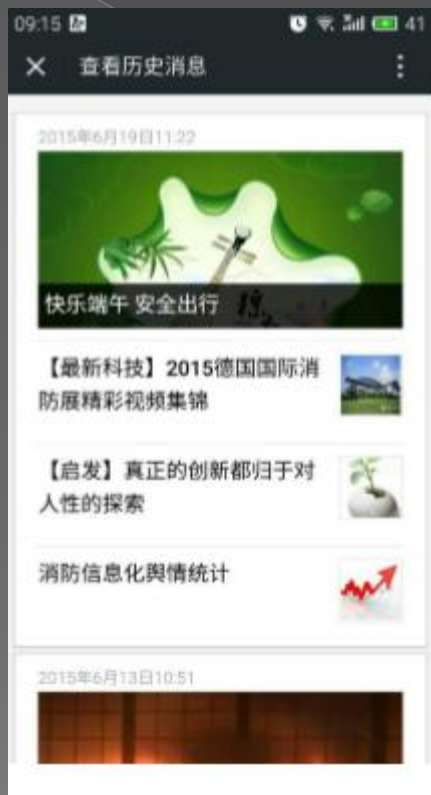 09:15
41
查看历史消息
2015年6月19日11:22
快乐端午 安全出行
【最新科技】2015德国国际消
防展精彩视频集锦
【启发】真正的创新都归于对
人性的探索
消防信息化舆情统计
2015年6月13日10:51